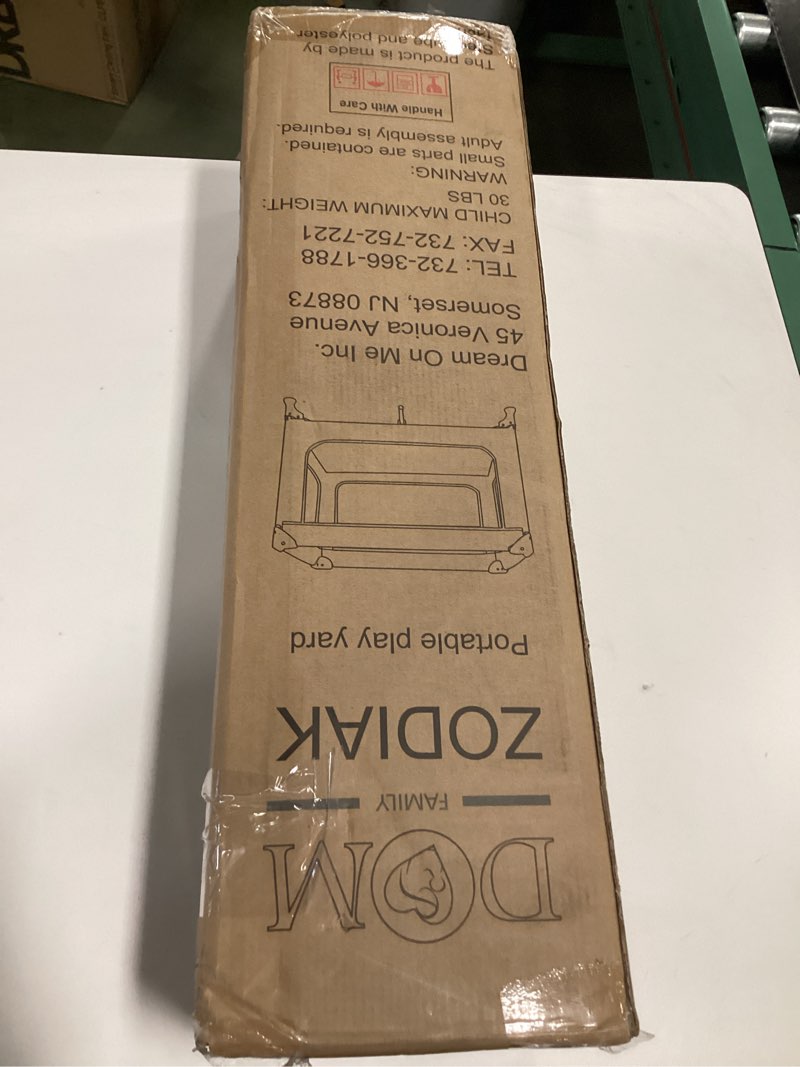 DOM
FAMILY
ZODIAK
Portable play yard
Dream On Me Inc.
45 Veronica Avenue
Somerset, NJ 08873
TEL: 732-366-1788
FAX: 732-752-7221
CHILD MAXIMUM WEIGHT:
30 LBS
WARNING:
Small parts are contained.
Adult assembly is required.
Handle With Care
The product is made by
and polyester